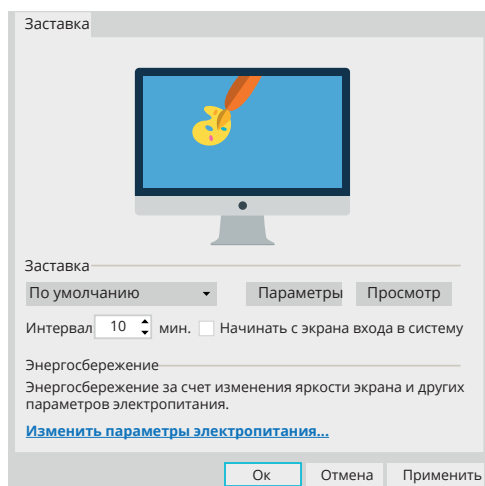 Заставка
Заставка
По умолчанию Параметры Просмотр
Интервал 10 мин. Начинать с экрана входа в систему
Энергосбережение
Энергосбережение за счет изменения яркости экрана и других
параметров электропитания.
Изменить параметры электропитания...
Ок Отмена Применить